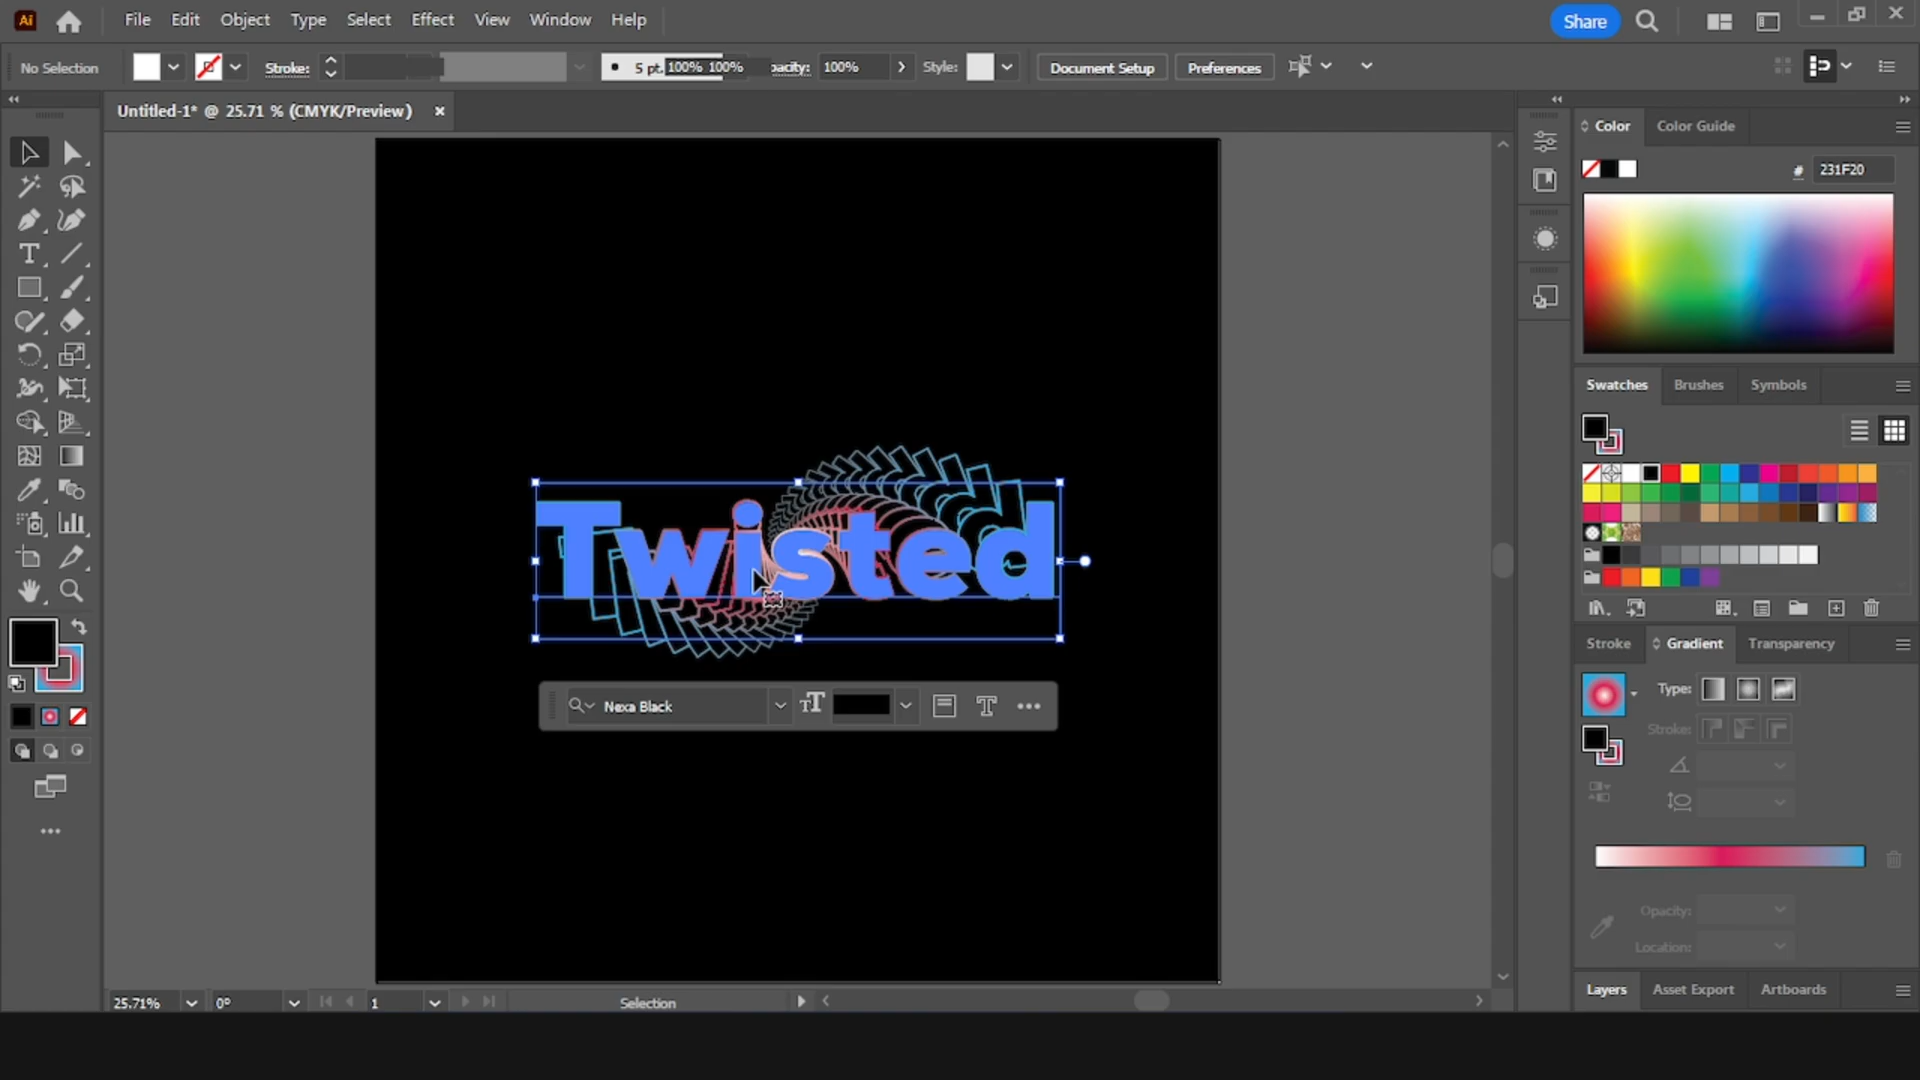 Ai File Edit Object Type Select Effect View Window Help Share
No Selection Stroke: 5 pt. 100% 100% pacity: 100% Style: Document Setup Preferences
Untitled-1* @ 25.71 % (CMYK/Preview)
Color Color Guide
# 231F20
Swatches Brushes Symbols
Twisted
Nexa Black
Stroke Gradient Transparency
Type:
Stroke:
Opacity:
Location:
Layers Asset Export Artboards
25.71% 0° 1 Selection